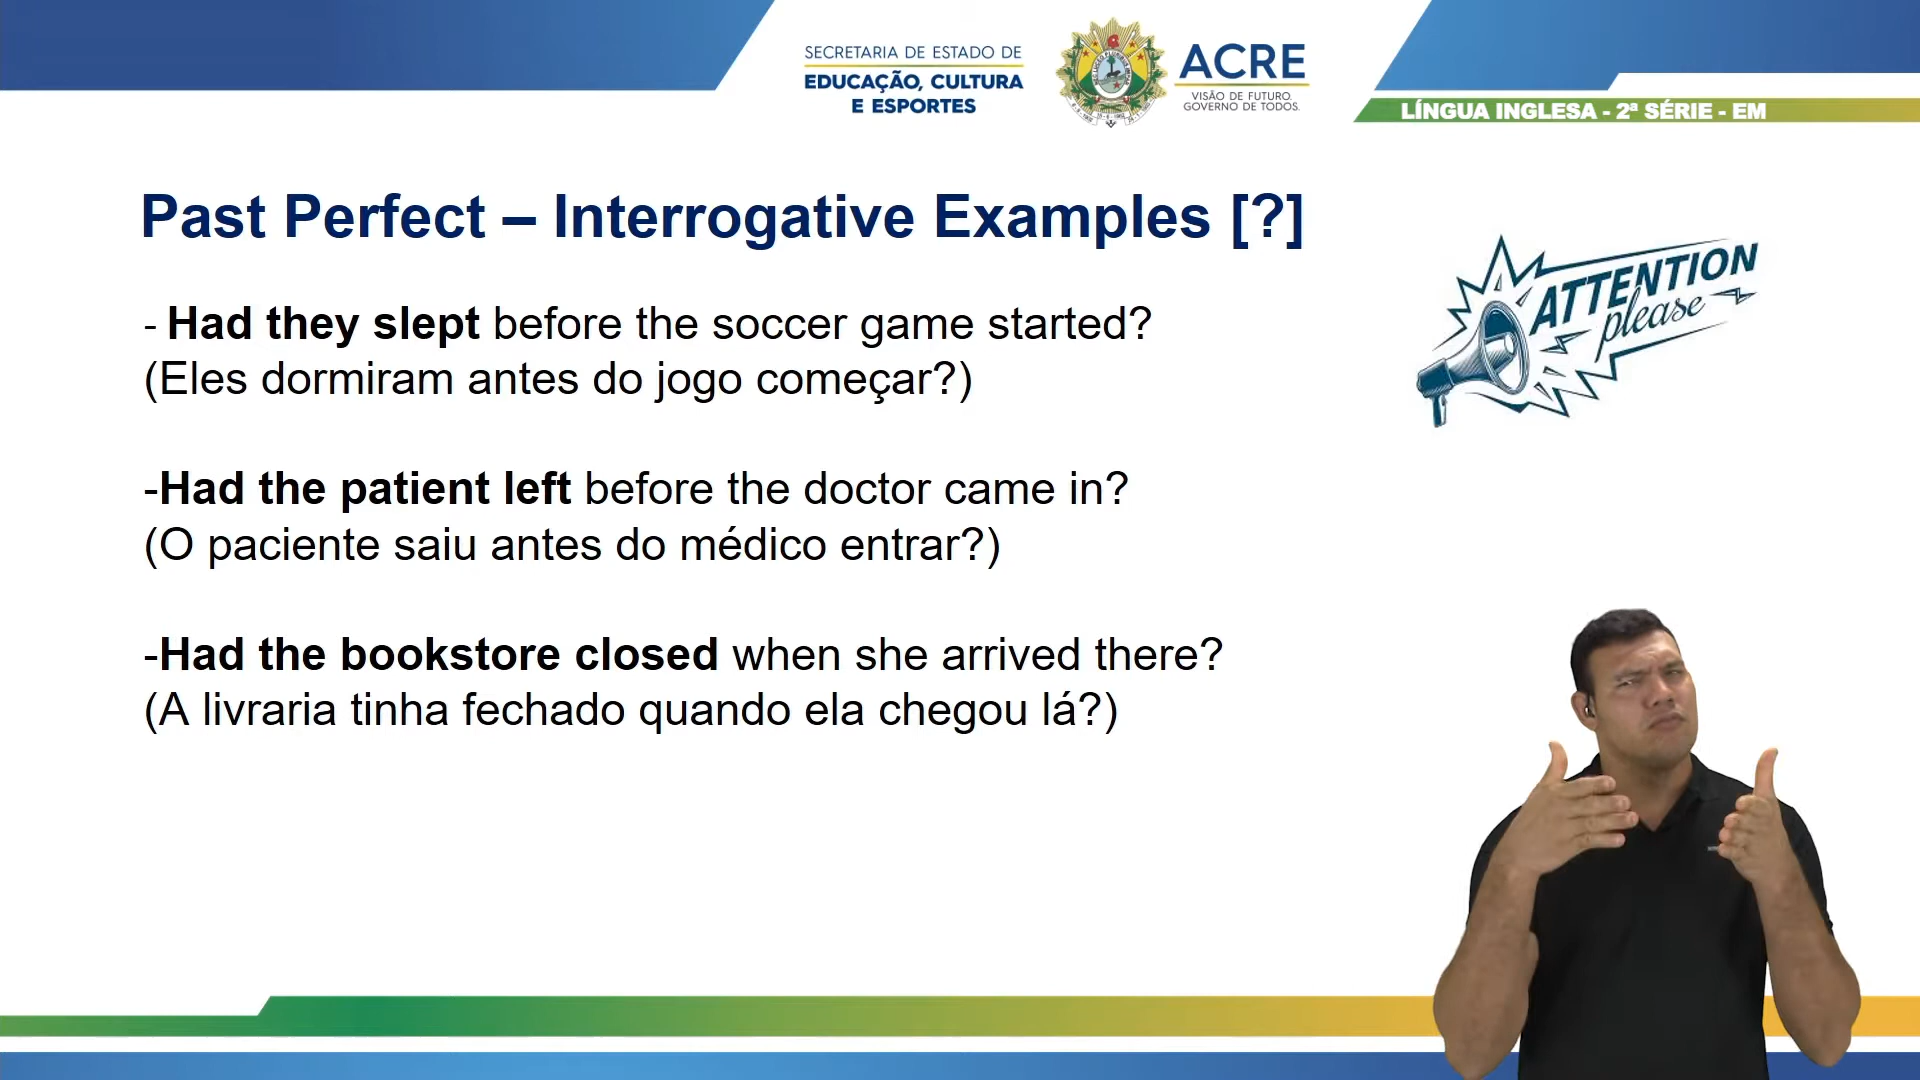 SECRETARIA DE ESTADO DE
EDUCAÇÃO, CULTURA
E ESPORTES
ACRE
VISÃO DE FUTURO.
GOVERNO DE TODOS.
LÍNGUA INGLESA - 2ª SÉRIE - EM
Past Perfect – Interrogative Examples [?]
ATTENTION
please
- Had they slept before the soccer game started?
(Eles dormiram antes do jogo começar?)
-Had the patient left before the doctor came in?
(O paciente saiu antes do médico entrar?)
-Had the bookstore closed when she arrived there?
(A livraria tinha fechado quando ela chegou lá?)